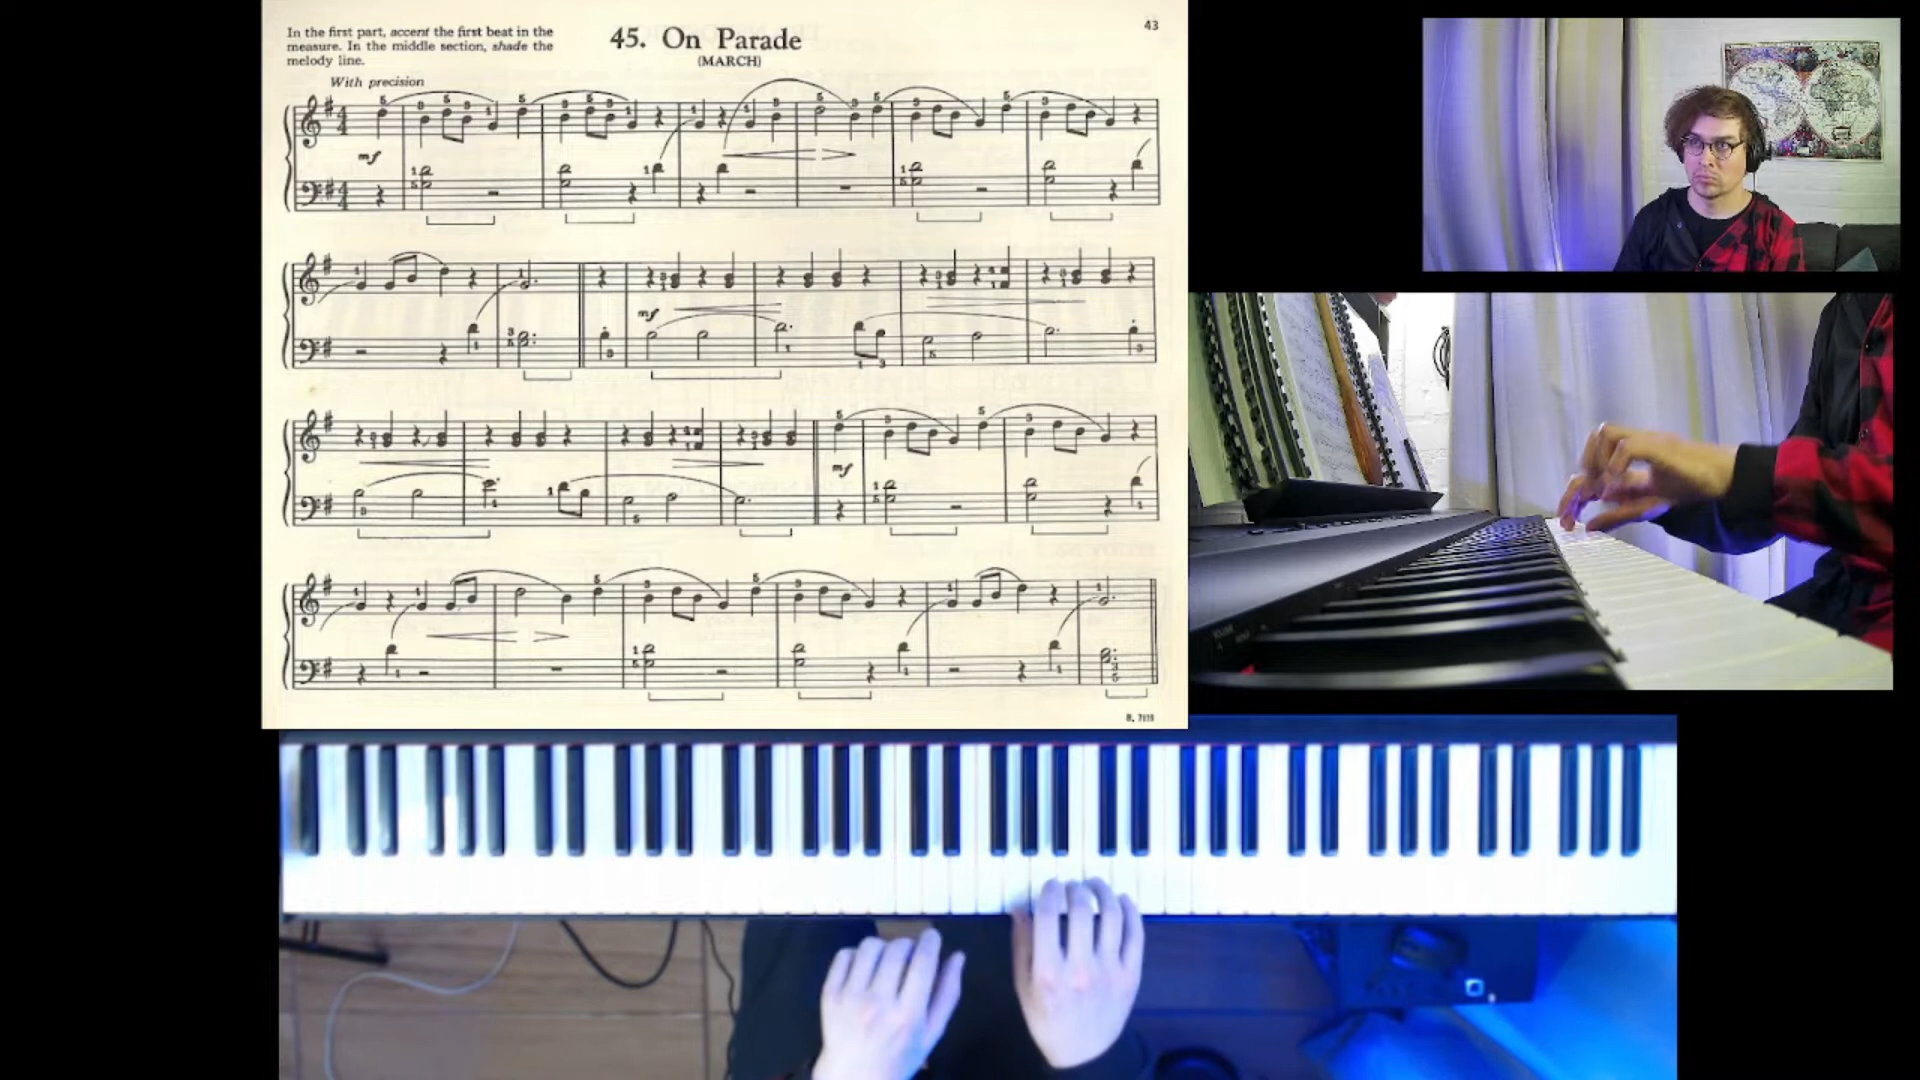 43
In the first part, accent the first beat in the
measure. In the middle section, shade the
melody line.
45. On Parade
(MARCH)
With precision
mf
mf
mf
B. 7119